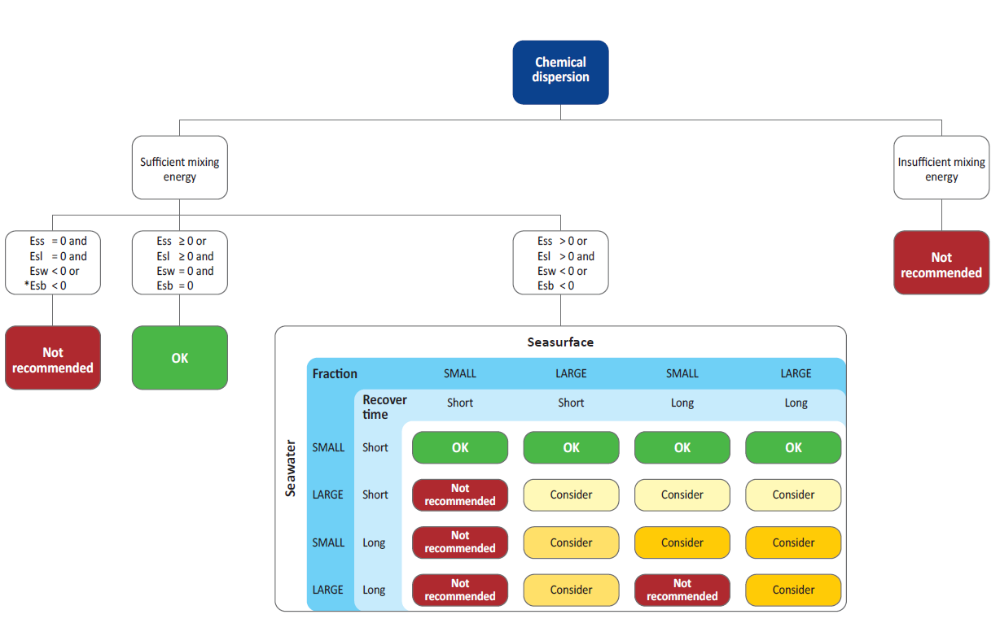 Chemical
dispersion
Sufficient mixing
energy
Insufficient mixing
energy
Ess = 0 and
Esl = 0 and
Esw < 0 or
*Esb < 0
Ess ≥ 0 or
Esl ≥ 0 and
Esw = 0 and
Esb = 0
Ess > 0 or
Esl > 0 and
Esw < 0 or
Esb < 0
Not
recommended
Not
recommended
OK
Seasurface
Seawater
Fraction SMALL LARGE SMALL LARGE
Recover
time
Short Short Long Long
SMALL Short OK OK OK OK
LARGE Short Not
recommended
Consider Consider Consider
SMALL Long Not
recommended
Consider Consider Consider
LARGE Long Not
recommended
Consider Not
recommended
Consider